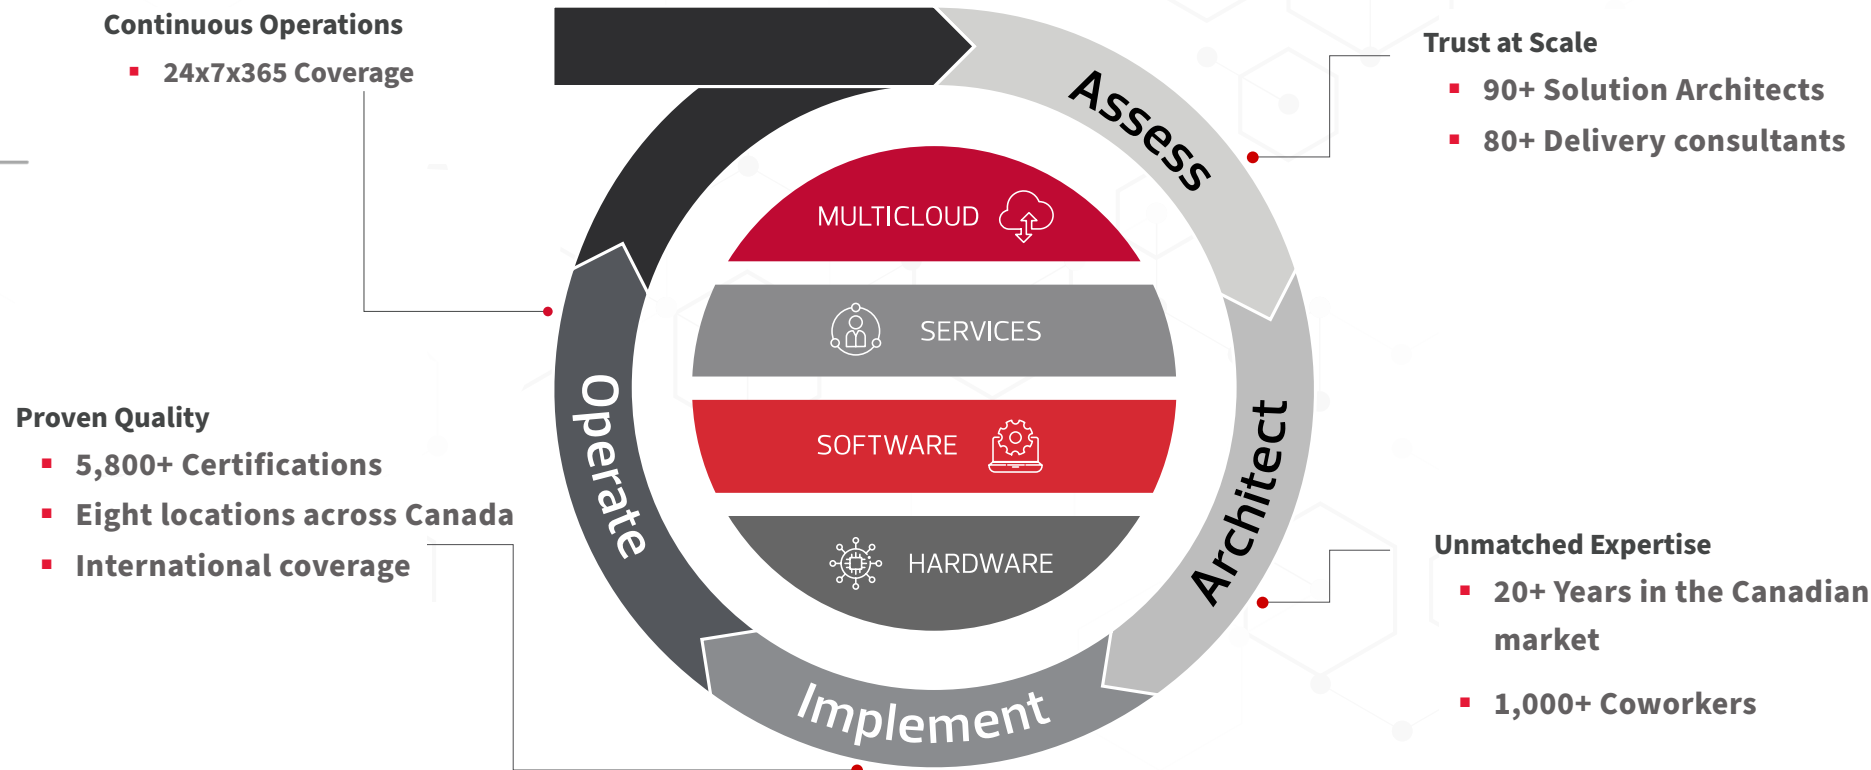 Continuous Operations
24x7x365 Coverage
Trust at Scale
90+ Solution Architects
80+ Delivery consultants
Assess
MULTICLOUD
SERVICES
SOFTWARE
HARDWARE
Operate
Architect
Implement
Proven Quality
5,800+ Certifications
Eight locations across Canada
International coverage
Unmatched Expertise
20+ Years in the Canadian
market
1,000+ Coworkers